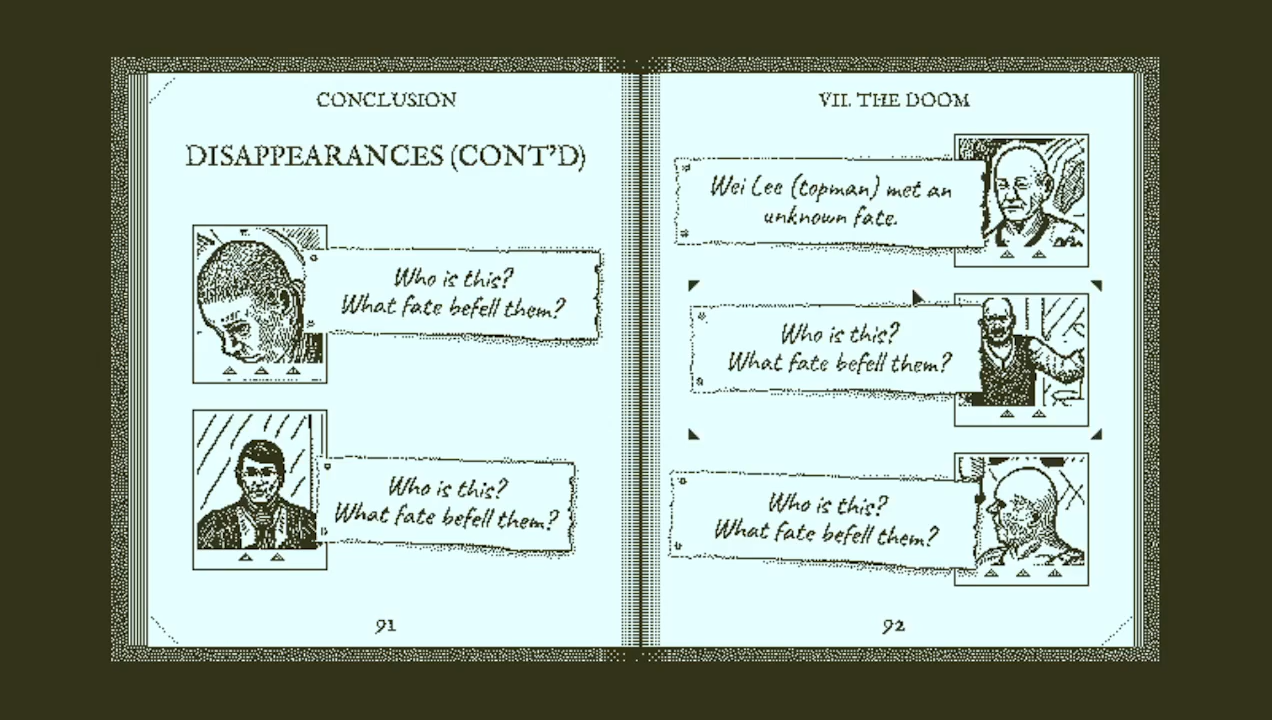 CONCLUSION
DISAPPEARANCES (CONT'D)
Who is this?
What fate befell them?
Who is this?
What fate befell them?
91
VII. THE DOOM
Wei Lee (topman) met an
unknown fate.
Who is this?
What fate befell them?
Who is this?
What fate befell them?
92